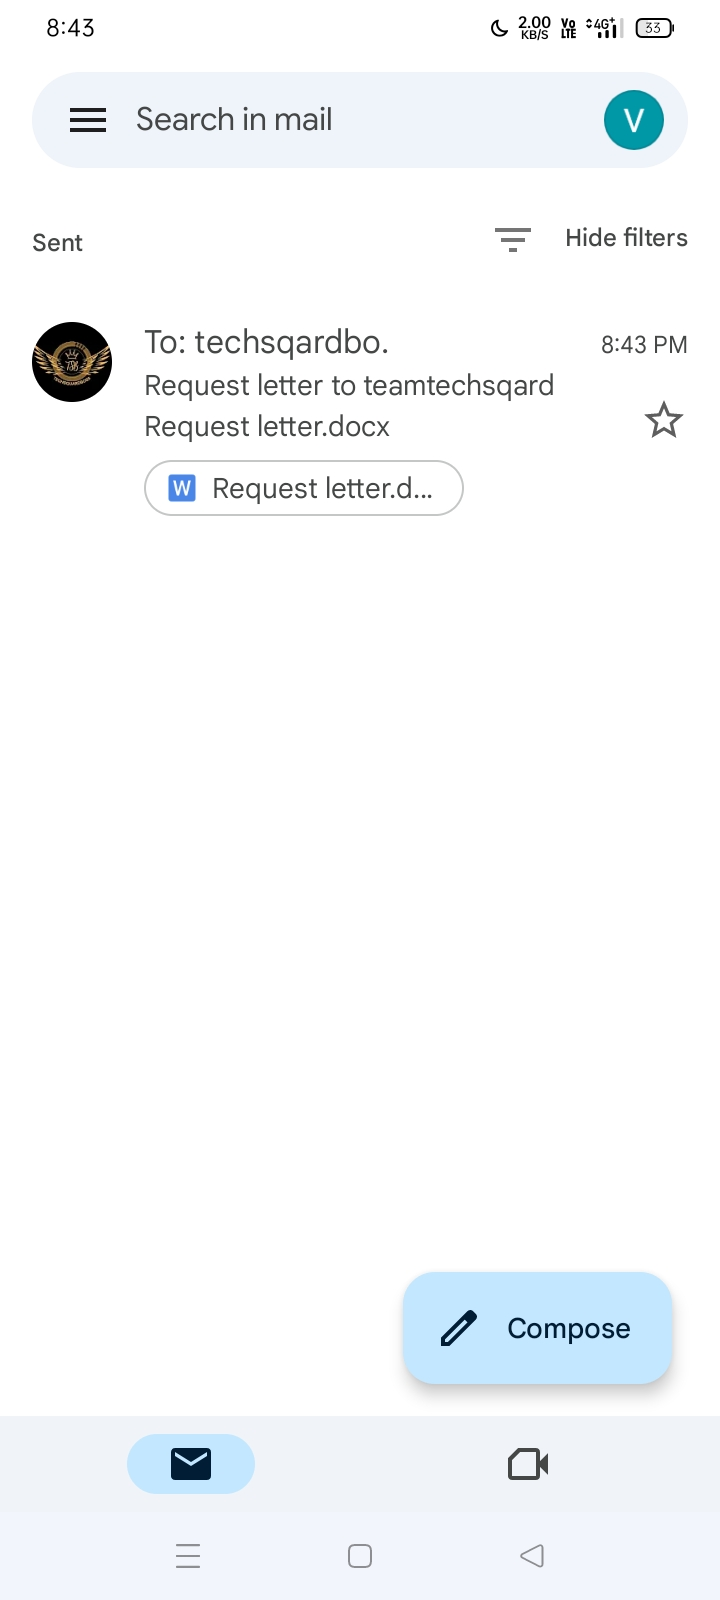 8:43
2.00
KB/S
Vo
LTE
4G+
33
Search in mail
V
Sent
Hide filters
To: techsqardbo.
8:43 PM
Request letter to teamtechsqard
Request letter.docx
W
Request letter.d...
Compose